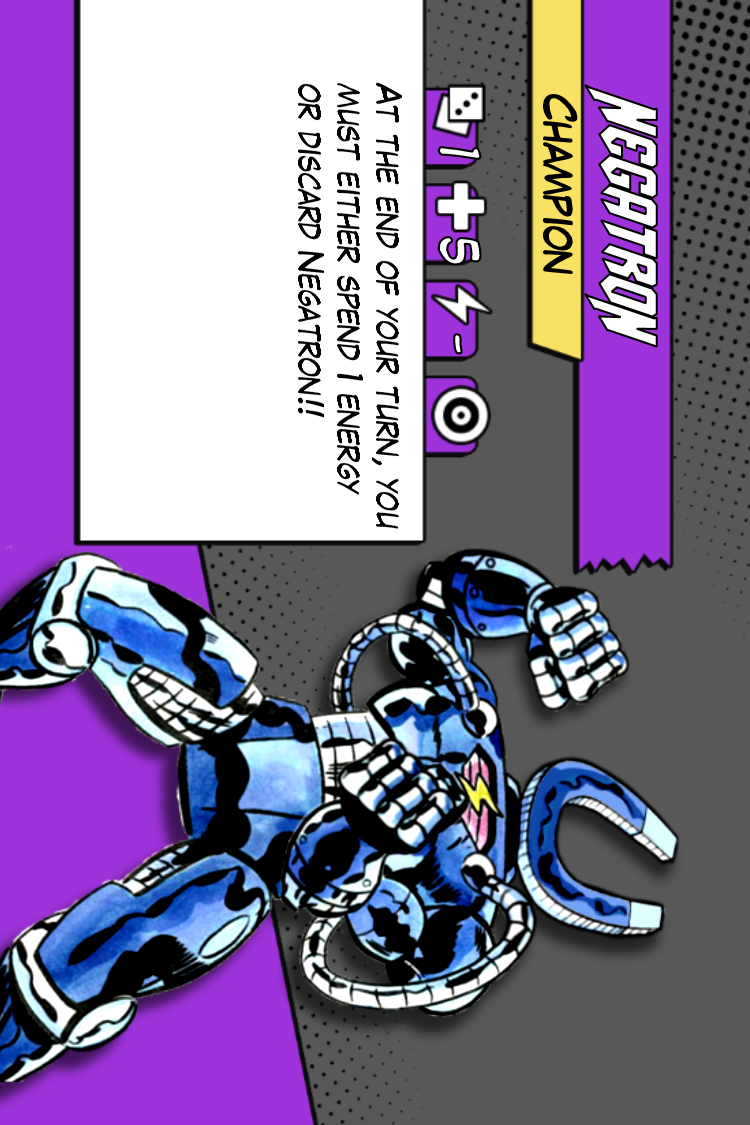 NEGATRON
CHAMPION
1
5
-
AT THE END OF YOUR TURN, YOU
MUST EITHER SPEND 1 ENERGY
OR DISCARD NEGATRON!!